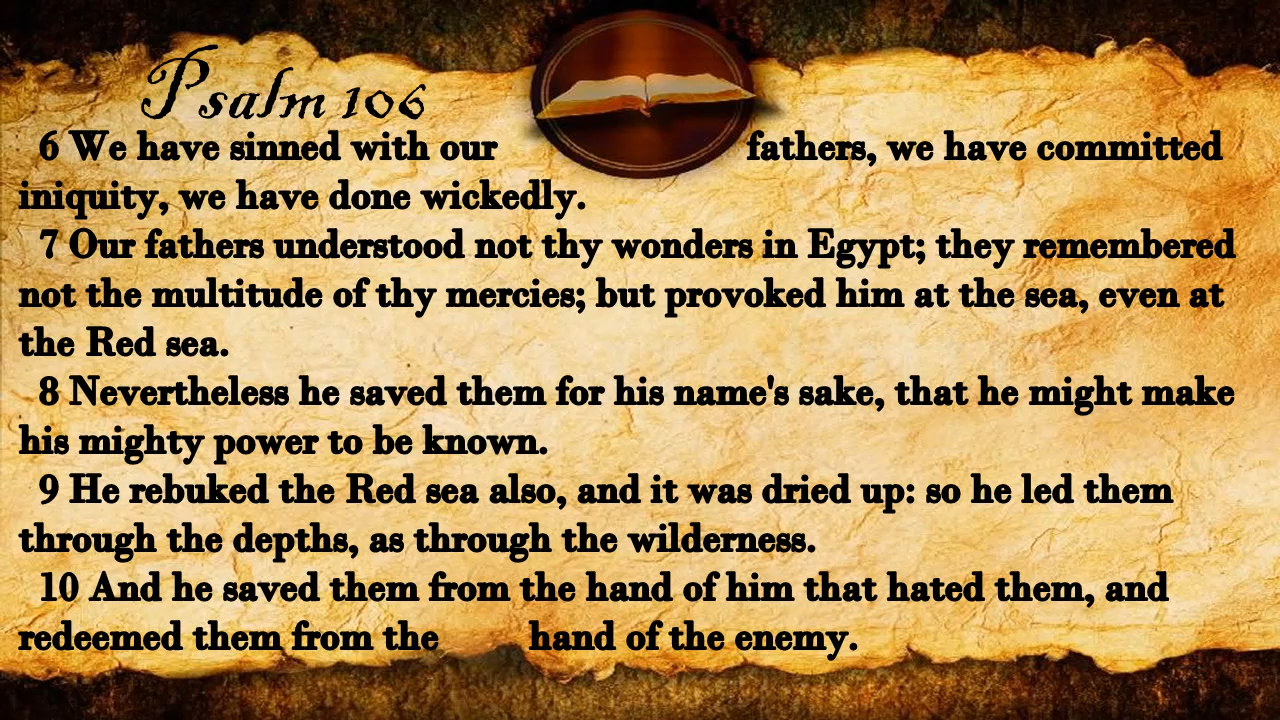 Psalm 106
6 We have sinned with our fathers, we have committed
iniquity, we have done wickedly.
7 Our fathers understood not thy wonders in Egypt; they remembered
not the multitude of thy mercies; but provoked him at the sea, even at
the Red sea.
8 Nevertheless he saved them for his name's sake, that he might make
his mighty power to be known.
9 He rebuked the Red sea also, and it was dried up: so he led them
through the depths, as through the wilderness.
10 And he saved them from the hand of him that hated them, and
redeemed them from the hand of the enemy.